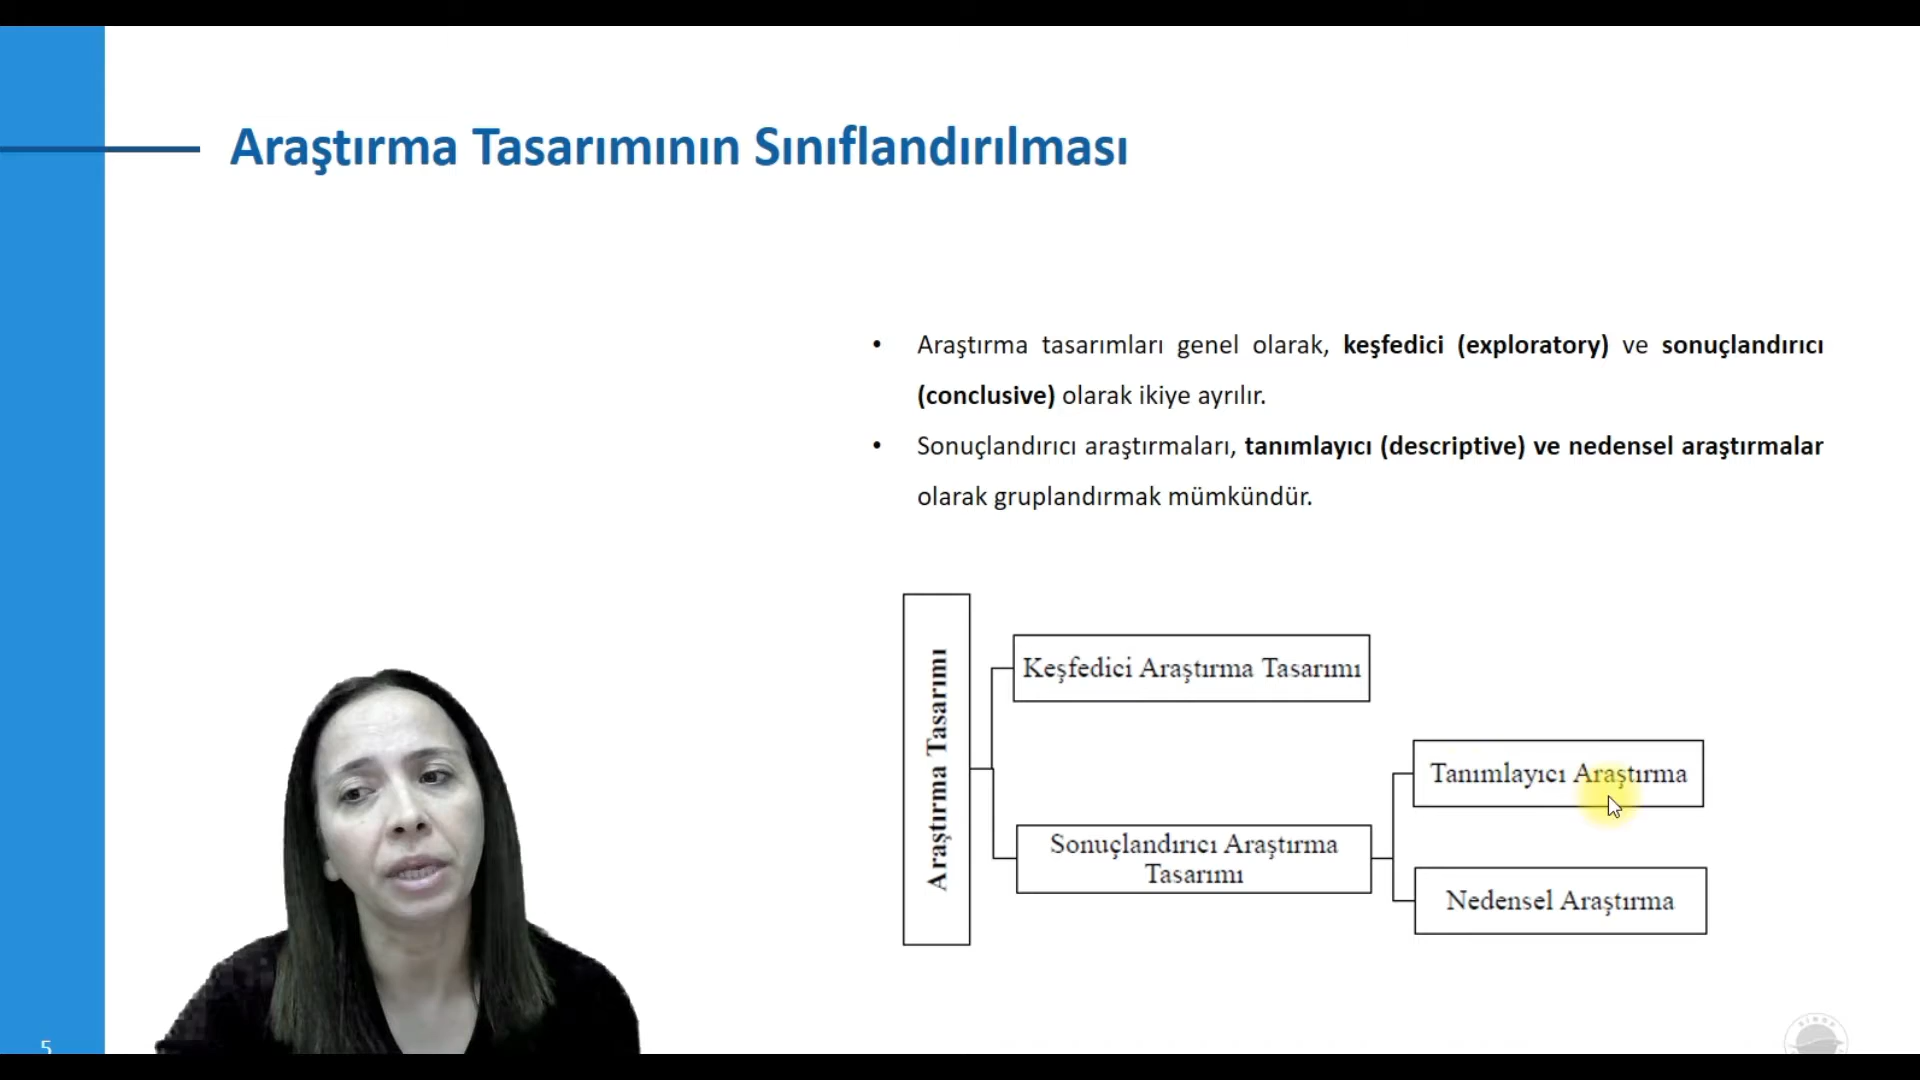 Araştırma Tasarımının Sınıflandırılması
• Araştırma tasarımları genel olarak, keşfedici (exploratory) ve sonuçlandırıcı
(conclusive) olarak ikiye ayrılır.
• Sonuçlandırıcı araştırmaları, tanımlayıcı (descriptive) ve nedensel araştırmalar
olarak gruplandırmak mümkündür.
Araştırma Tasarımı
Keşfedici Araştırma Tasarımı
Sonuçlandırıcı Araştırma
Tasarımı
Tanımlayıcı Araştırma
Nedensel Araştırma
5
SİNOP